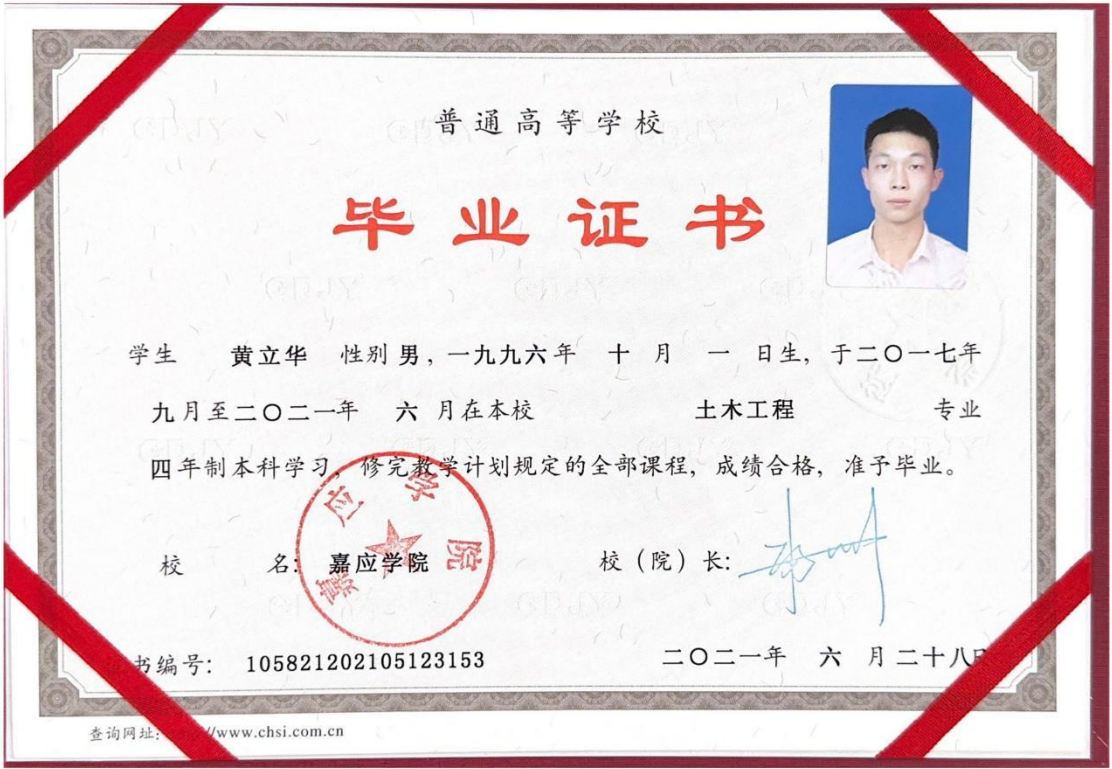 普通高等学校
毕业证书
学生 黄立华 性别 男，一九九六年 十 月 一 日生，于二〇一七年
九月至二〇二一年 六 月在本校 土木工程 专业
四年制本科学习，修完教学计划规定的全部课程，成绩合格，准予毕业。
嘉应学院
校 名： 嘉应学院 校（院）长：
书编号： 105821202105123153 二〇二一年 六 月二十八日
查询网址： //www.chsi.com.cn